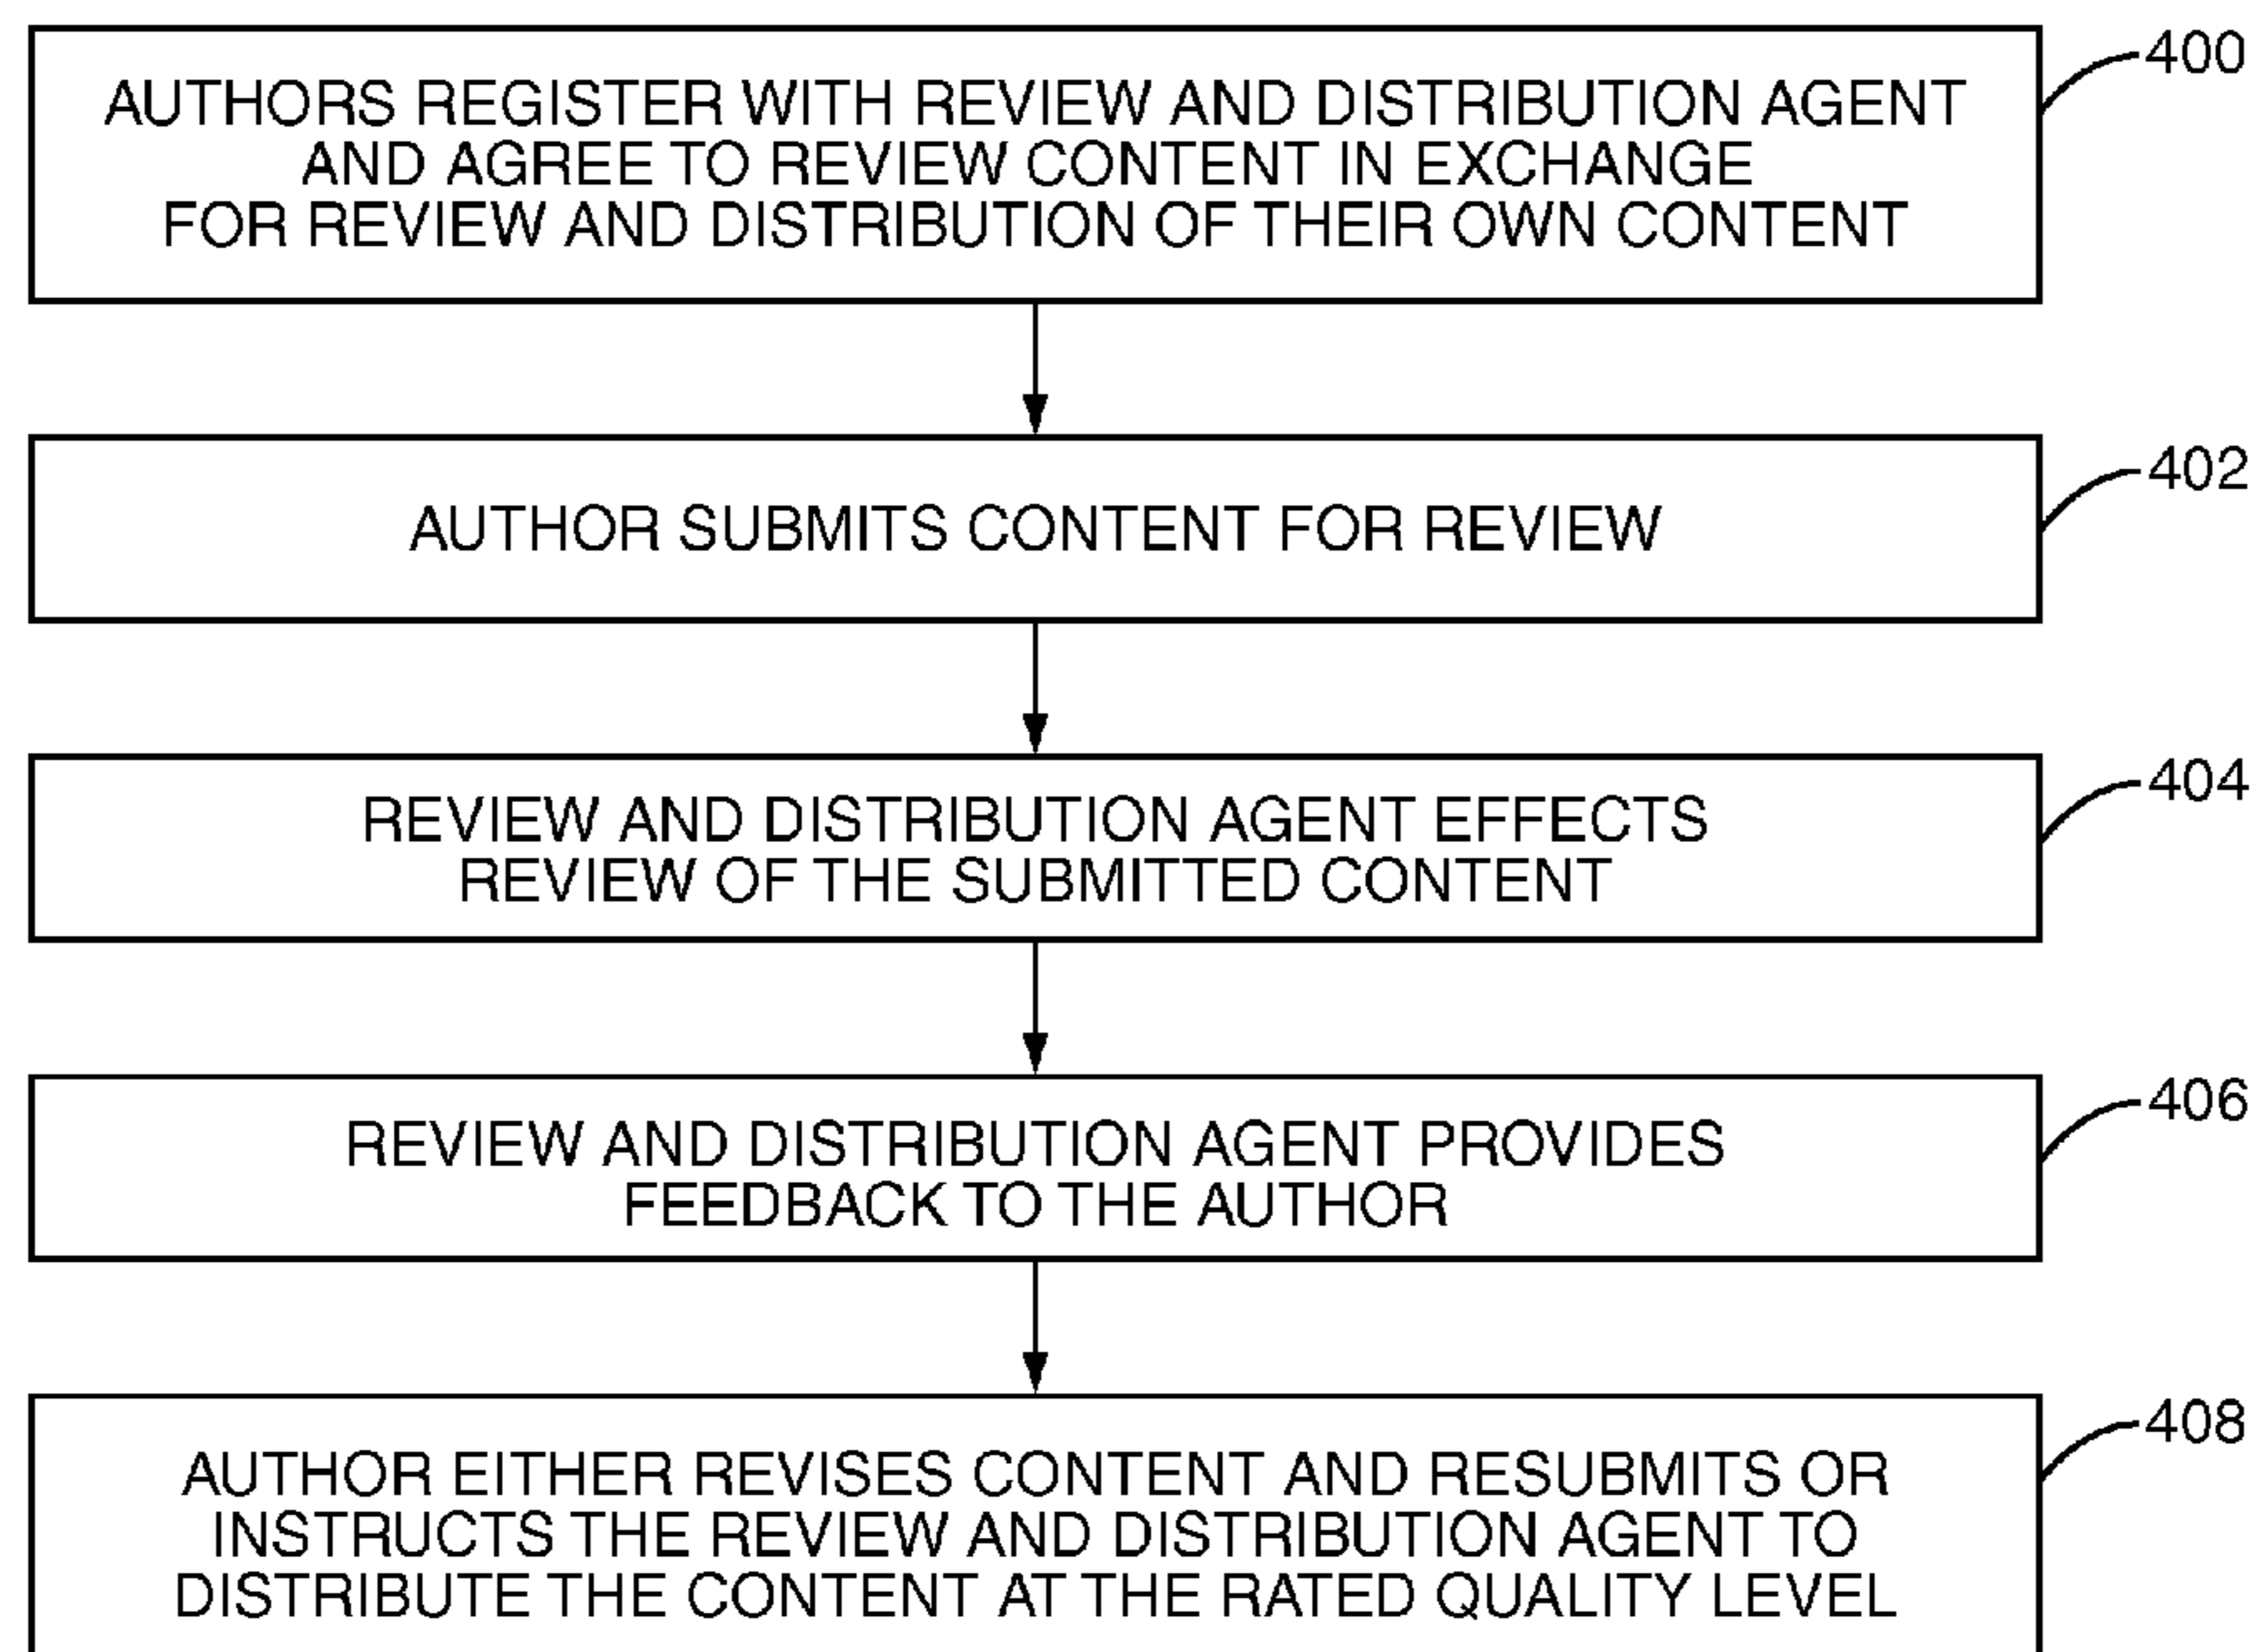 400
AUTHORS REGISTER WITH REVIEW AND DISTRIBUTION AGENT
AND AGREE TO REVIEW CONTENT IN EXCHANGE
FOR REVIEW AND DISTRIBUTION OF THEIR OWN CONTENT
402
AUTHOR SUBMITS CONTENT FOR REVIEW
404
REVIEW AND DISTRIBUTION AGENT EFFECTS
REVIEW OF THE SUBMITTED CONTENT
406
REVIEW AND DISTRIBUTION AGENT PROVIDES
FEEDBACK TO THE AUTHOR
408
AUTHOR EITHER REVISES CONTENT AND RESUBMITS OR
INSTRUCTS THE REVIEW AND DISTRIBUTION AGENT TO
DISTRIBUTE THE CONTENT AT THE RATED QUALITY LEVEL